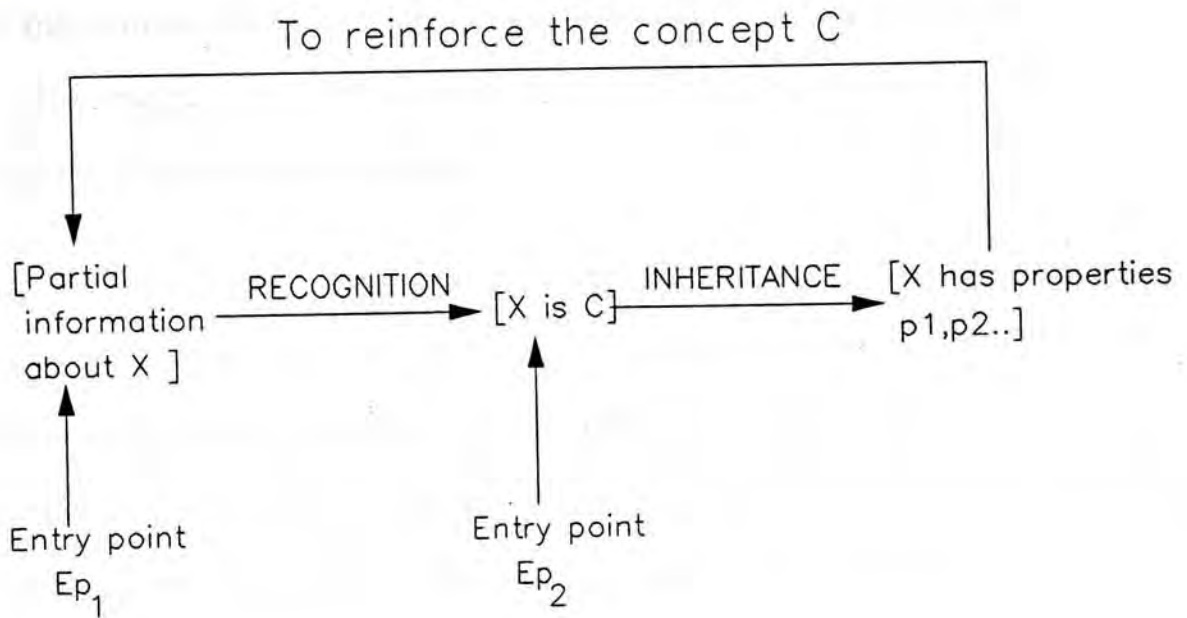 To reinforce the concept C
[Partial
information
about X ]
RECOGNITION
[X is C]
INHERITANCE
[X has properties
p1,p2..]
Entry point
Ep1
Entry point
Ep2